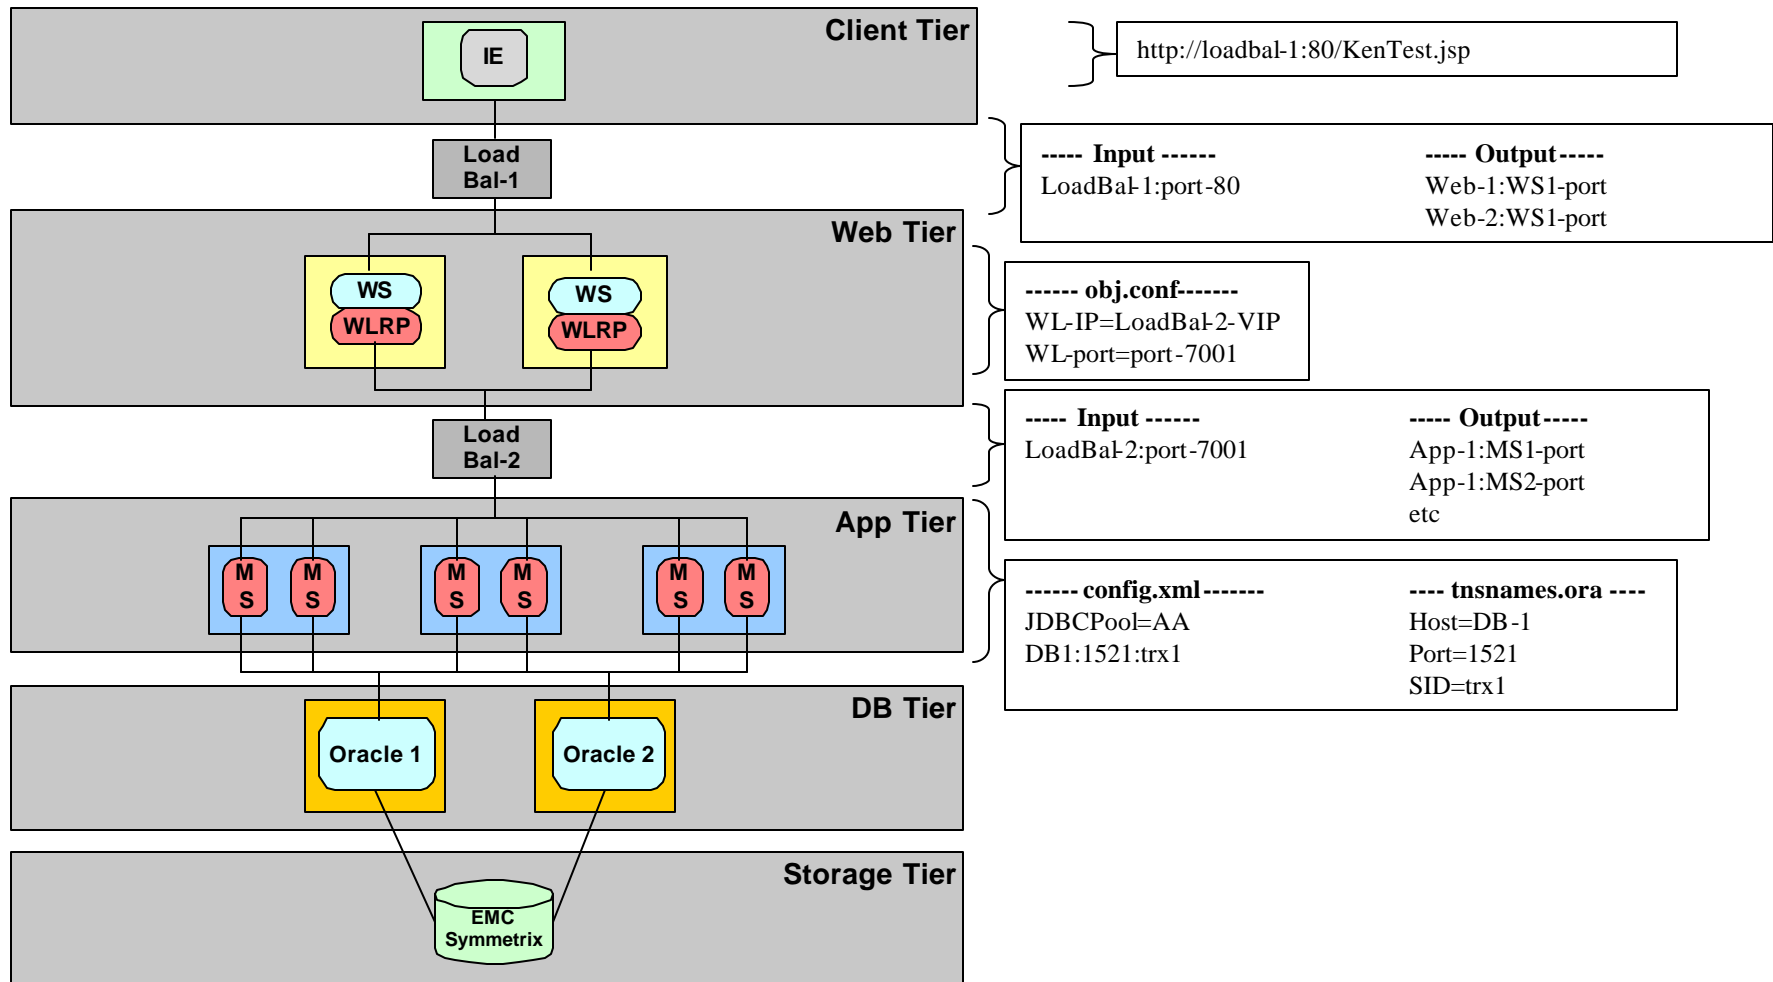 Client Tier
IE
http://loadbal-1:80/KenTest.jsp
Load
Bal-1
----- Input ------
LoadBal-1:port-80
----- Output-----
Web-1:WS1-port
Web-2:WS1-port
Web Tier
WS
WLRP
WS
WLRP
------ obj.conf-------
WL-IP=LoadBal-2-VIP
WL-port=port-7001
Load
Bal-2
----- Input ------
LoadBal-2:port-7001
----- Output-----
App-1:MS1-port
App-1:MS2-port
etc
App Tier
M
S
M
S
M
S
M
S
M
S
M
S
------ config.xml-------
JDBCPool=AA
DB1:1521:trx1
---- tnsnames.ora ----
Host=DB-1
Port=1521
SID=trx1
DB Tier
Oracle 1
Oracle 2
Storage Tier
EMC
Symmetrix